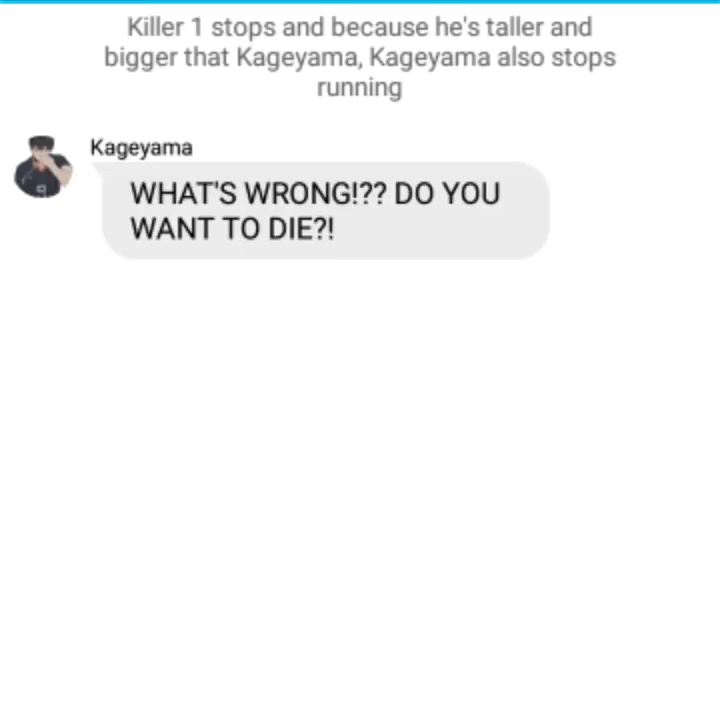 Killer 1 stops and because he's taller and
bigger that Kageyama, Kageyama also stops
running
Kageyama
WHAT'S WRONG!?? DO YOU
WANT TO DIE?!